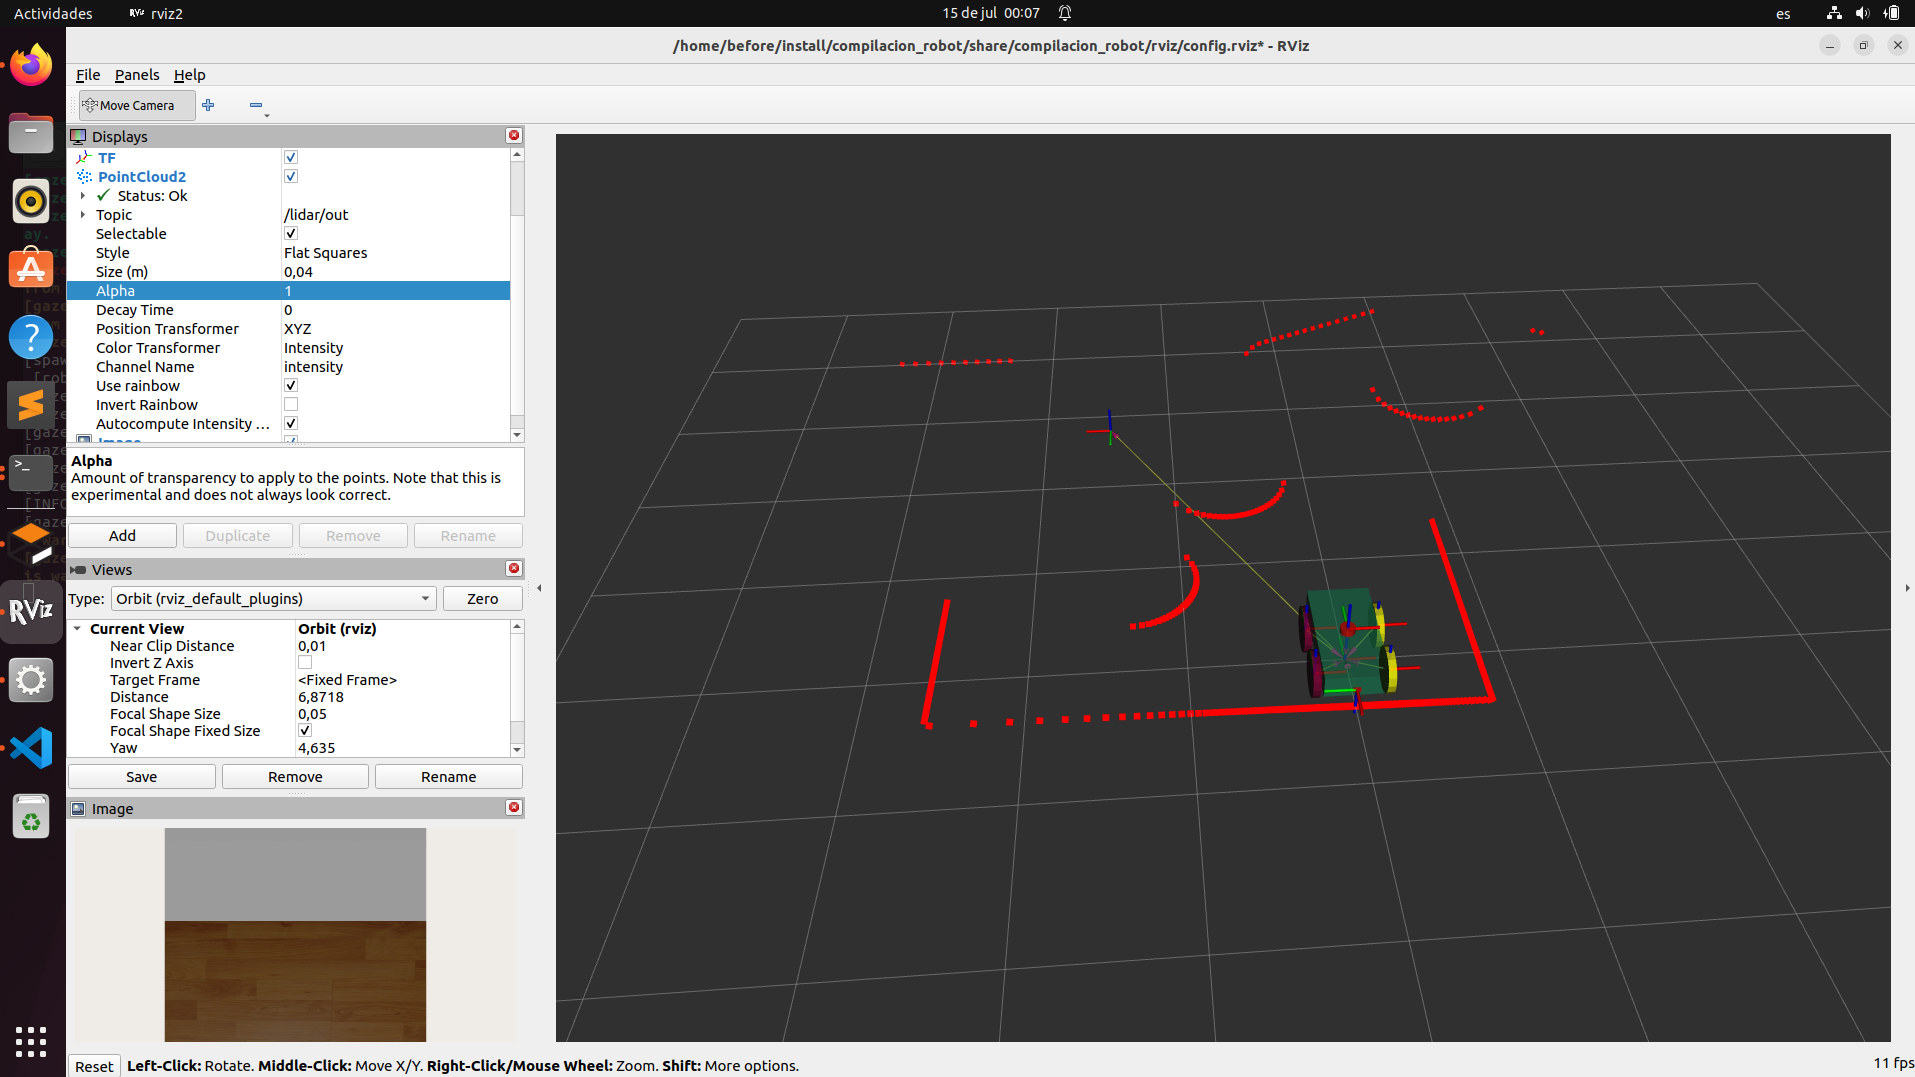 Actividades
rviz2
15 de jul 00:07
es
/home/before/install/compilacion_robot/share/compilacion_robot/rviz/config.rviz* - RViz
File Panels Help
Move Camera
Displays
TF
PointCloud2
Status: Ok
Topic /lidar/out
Selectable
Style Flat Squares
Size (m) 0,04
Alpha 1
Decay Time 0
Position Transformer XYZ
Color Transformer Intensity
Channel Name intensity
Use rainbow
Invert Rainbow
Autocompute Intensity ...
Image
Alpha
Amount of transparency to apply to the points. Note that this is
experimental and does not always look correct.
Add Duplicate Remove Rename
Views
Type: Orbit (rviz_default_plugins) Zero
Current View Orbit (rviz)
Near Clip Distance 0,01
Invert Z Axis
Target Frame <Fixed Frame>
Distance 6,8718
Focal Shape Size 0,05
Focal Shape Fixed Size
Yaw 4,635
Save Remove Rename
Image
RViz
Reset Left-Click: Rotate. Middle-Click: Move X/Y. Right-Click/Mouse Wheel: Zoom. Shift: More options.
11 fps